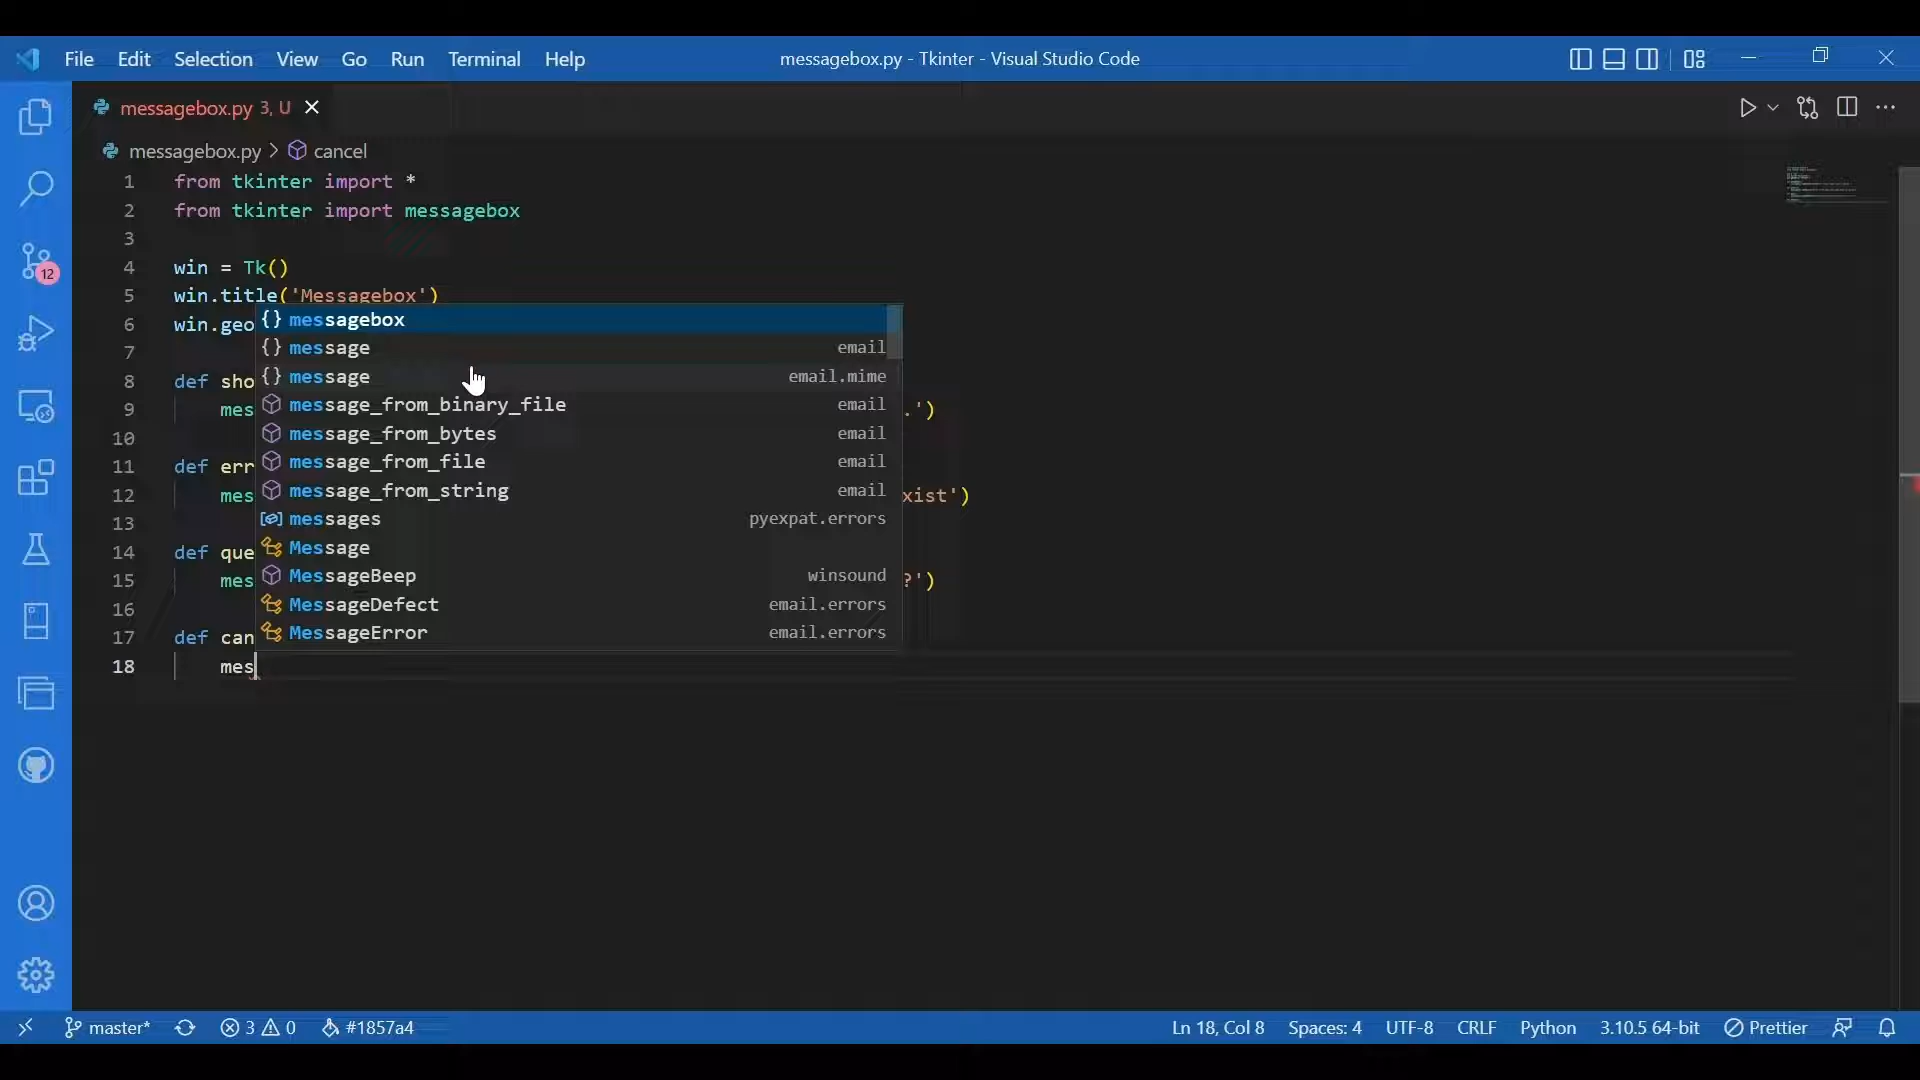 File Edit Selection View Go Run Terminal Help messagebox.py - Tkinter - Visual Studio Code
messagebox.py 3, U
messagebox.py > cancel
1 from tkinter import *
2 from tkinter import messagebox
3
4 win = Tk()
5 win.title('Messagebox')
6 win.geo
messagebox
7
message email
8 def sho
message email.mime
9 mes .')
message_from_binary_file email
10
message_from_bytes email
11 def err
message_from_file email
12 mes xist')
message_from_string email
13
messages pyexpat.errors
14 def que
Message
15 mes ?')
MessageBeep winsound
16
MessageDefect email.errors
17 def can
MessageError email.errors
18 mes
12
master* 3 0 #1857a4 Ln 18, Col 8 Spaces: 4 UTF-8 CRLF Python 3.10.5 64-bit Prettier